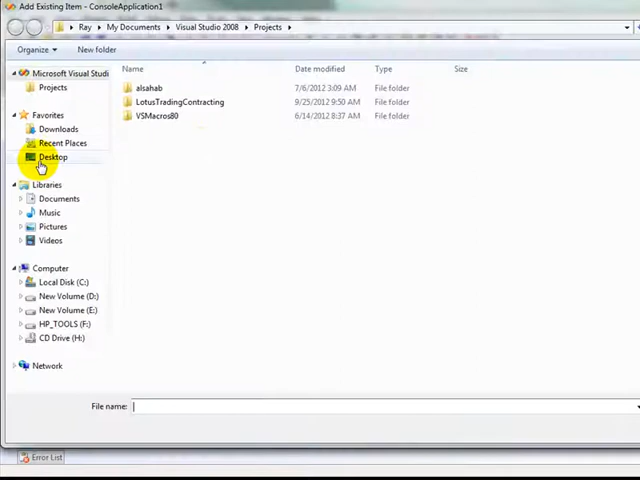 Add Existing Item - ConsoleApplication1
Ray
My Documents
Visual Studio 2008
Projects
Organize
New folder
Name
Date modified
Type
Size
Microsoft Visual Studi
Projects
Favorites
Downloads
Recent Places
Desktop
Libraries
Documents
Music
Pictures
Videos
Computer
Local Disk (C:)
New Volume (D:)
New Volume (E:)
HP_TOOLS (F:)
CD Drive (H:)
Network
alsahab 7/6/2012 3:09 AM File folder
LotusTradingContracting 9/25/2012 9:50 AM File folder
VSMacros80 6/14/2012 8:37 AM File folder
File name:
Error List